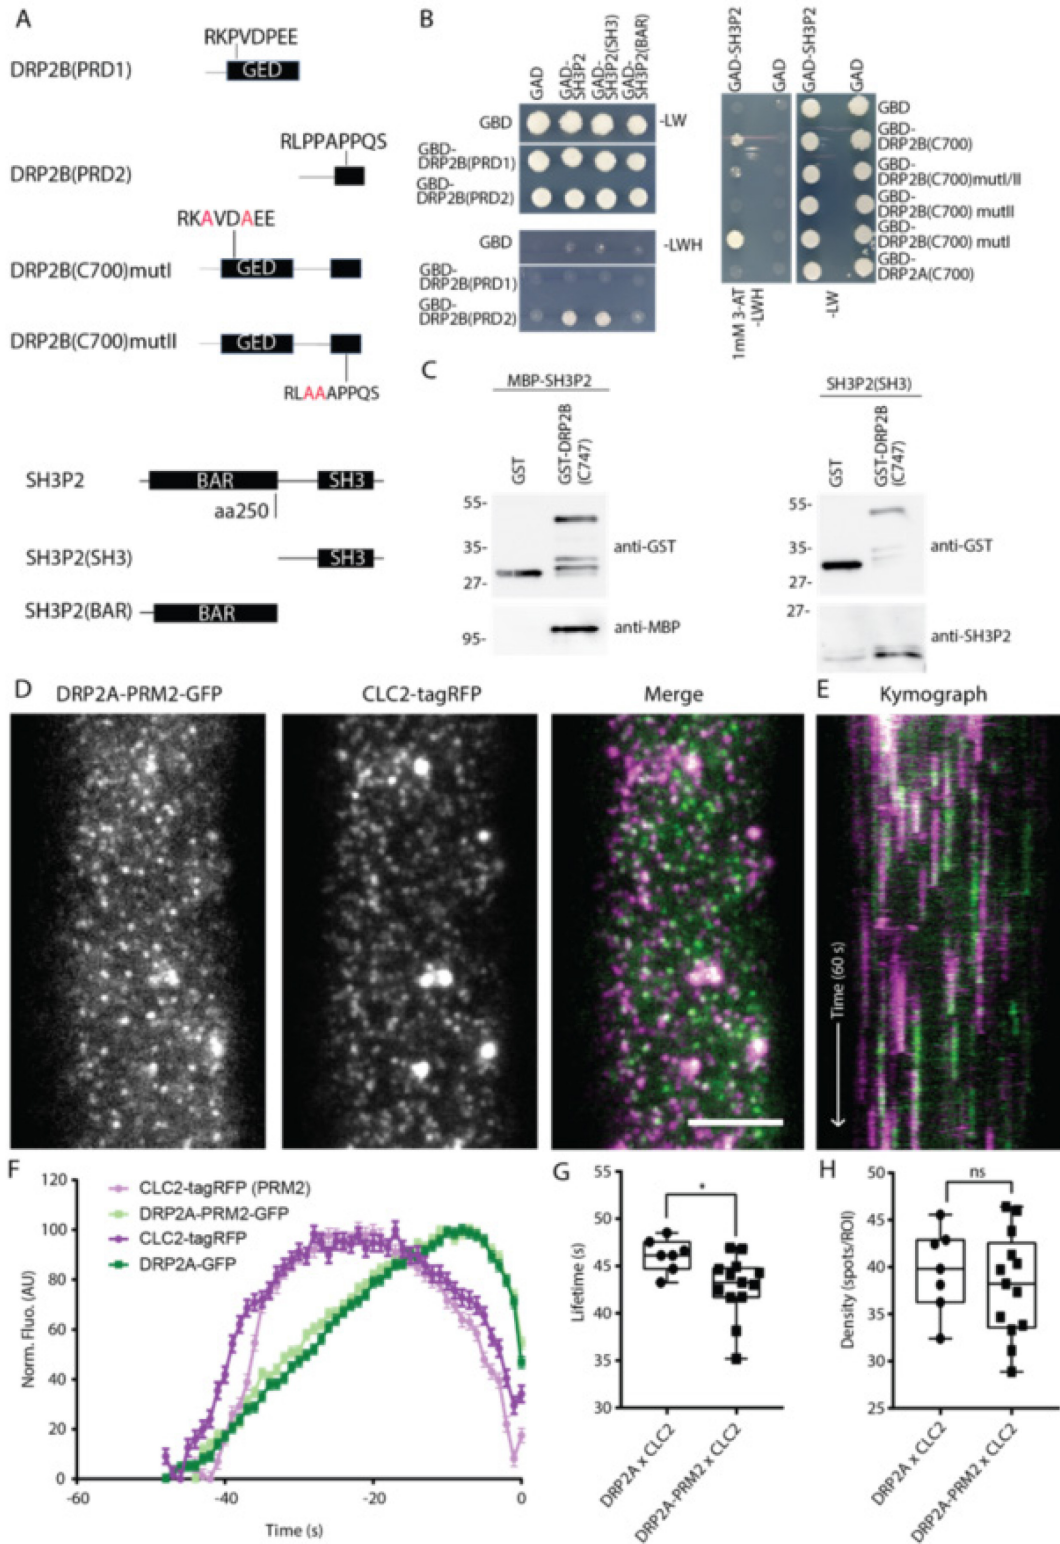 A
RKPVDPEE
DRP2B(PRD1)
GED
RLPPAPPQS
DRP2B(PRD2)
RKAVDAEE
DRP2B(C700)mutI
GED
DRP2B(C700)mutII
GED
RLAAAPPQS
SH3P2
BAR
SH3
aa250
SH3P2(SH3)
SH3
SH3P2(BAR)
BAR
B
GAD
GAD-
SH3P2
GAD-
SH3P2(SH3)
GAD-
SH3P2(BAR)
GBD
-LW
GBD-
DRP2B(PRD1)
GBD-
DRP2B(PRD2)
GBD
-LWH
GBD-
DRP2B(PRD1)
GBD-
DRP2B(PRD2)
GAD-SH3P2
GAD
GAD-SH3P2
GAD
GBD
GBD-
DRP2B(C700)
GBD-
DRP2B(C700)mutI/II
GBD-
DRP2B(C700) mutII
GBD-
DRP2B(C700) mutI
GBD-
DRP2A(C700)
1mM 3-AT
-LWH
-LW
C
MBP-SH3P2
GST
GST-DRP2B
(C747)
55-
35-
27-
anti-GST
95-
anti-MBP
SH3P2(SH3)
GST
GST-DRP2B
(C747)
55-
35-
27-
anti-GST
27-
anti-SH3P2
D
DRP2A-PRM2-GFP
CLC2-tagRFP
Merge
E
Kymograph
Time (60 s)
F
120
100
80
60
40
20
0
Norm. Fluo. (AU)
CLC2-tagRFP (PRM2)
DRP2A-PRM2-GFP
CLC2-tagRFP
DRP2A-GFP
-60
-40
-20
0
Time (s)
G
55
50
45
40
35
30
Lifetime (s)
*
DRP2A x CLC2
DRP2A-PRM2 x CLC2
H
50
45
40
35
30
25
Density (spots/ROI)
ns
DRP2A x CLC2
DRP2A-PRM2 x CLC2